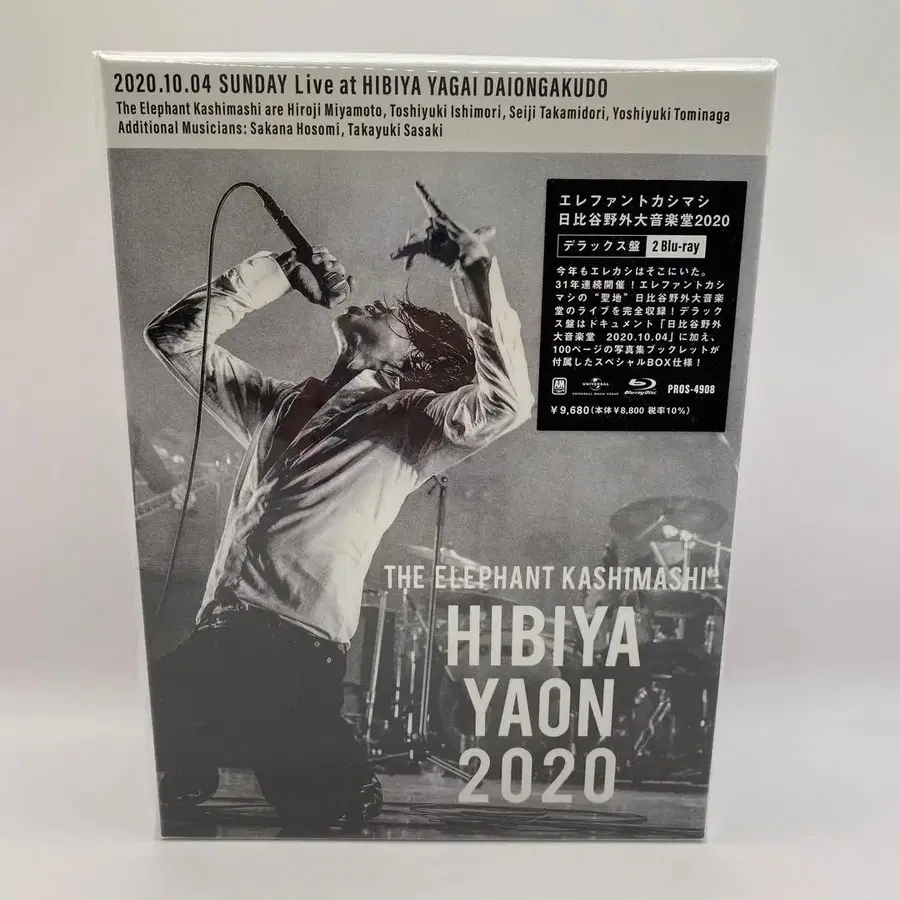 2020.10.04 SUNDAY Live at HIBIYA YAGAI DAIONGAKUDO
The Elephant Kashimashi are Hiroji Miyamoto, Toshiyuki Ishimori, Seiji Takamidori, Yoshiyuki Tominaga
Additional Musicians: Sakana Hosomi, Takayuki Sasaki
エレファントカシマシ
日比谷野外大音楽堂2020
デラックス盤 2 Blu-ray
今年もエレカシはそこにいた。
31年連続開催！エレファントカシ
マシの“聖地”日比谷野外大音楽
堂のライブを完全収録！デラック
ス盤はドキュメント「日比谷野外
大音楽堂 2020.10.04」に加え、
100ページの写真集ブックレットが
付属したスペシャルBOX仕様！
A&M UNIVERSAL UNIVERSAL MUSIC GROUP Blu-ray Disc PROS-4908
￥9,680(本体￥8,800 税率10%)
THE ELEPHANT KASHIMASHI
HIBIYA
YAON
2020